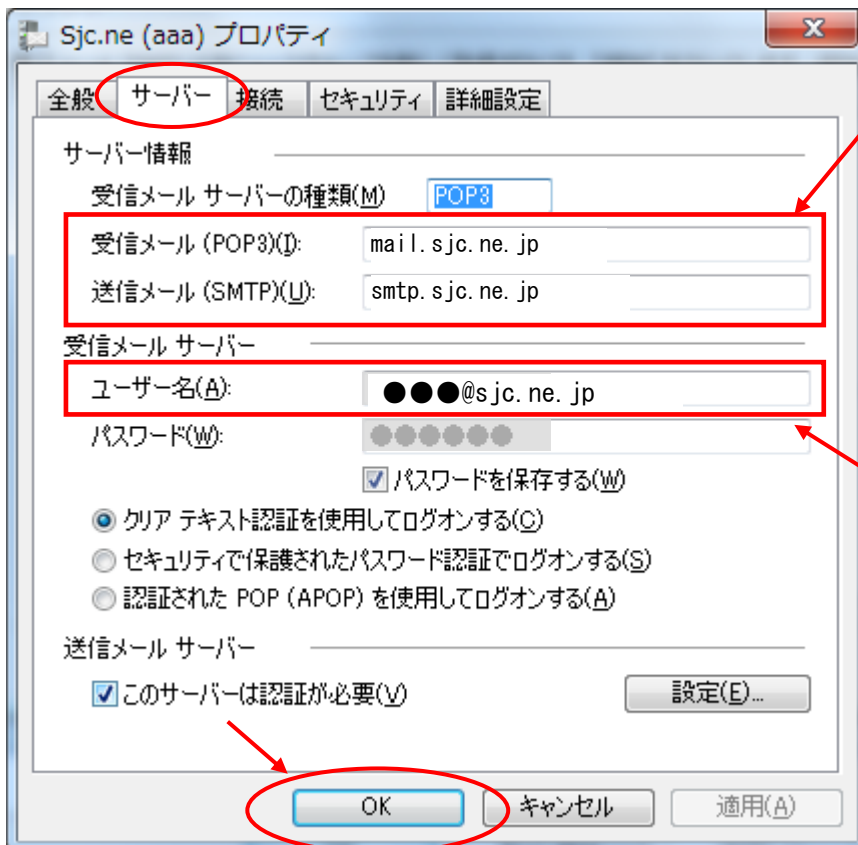 Sjc.ne (aaa) プロパティ
全般 サーバー 接続 セキュリティ 詳細設定
サーバー情報
受信メール サーバーの種類(M) POP3
受信メール (POP3)(I): mail.sjc.ne.jp
送信メール (SMTP)(U): smtp.sjc.ne.jp
受信メール サーバー
ユーザー名(A): ●●●@sjc.ne.jp
パスワード(W): ●●●●●●
パスワードを保存する(W)
クリア テキスト認証を使用してログオンする(C)
セキュリティで保護されたパスワード認証でログオンする(S)
認証された POP (APOP) を使用してログオンする(A)
送信メール サーバー
このサーバーは認証が必要(V) 設定(E)...
OK キャンセル 適用(A)